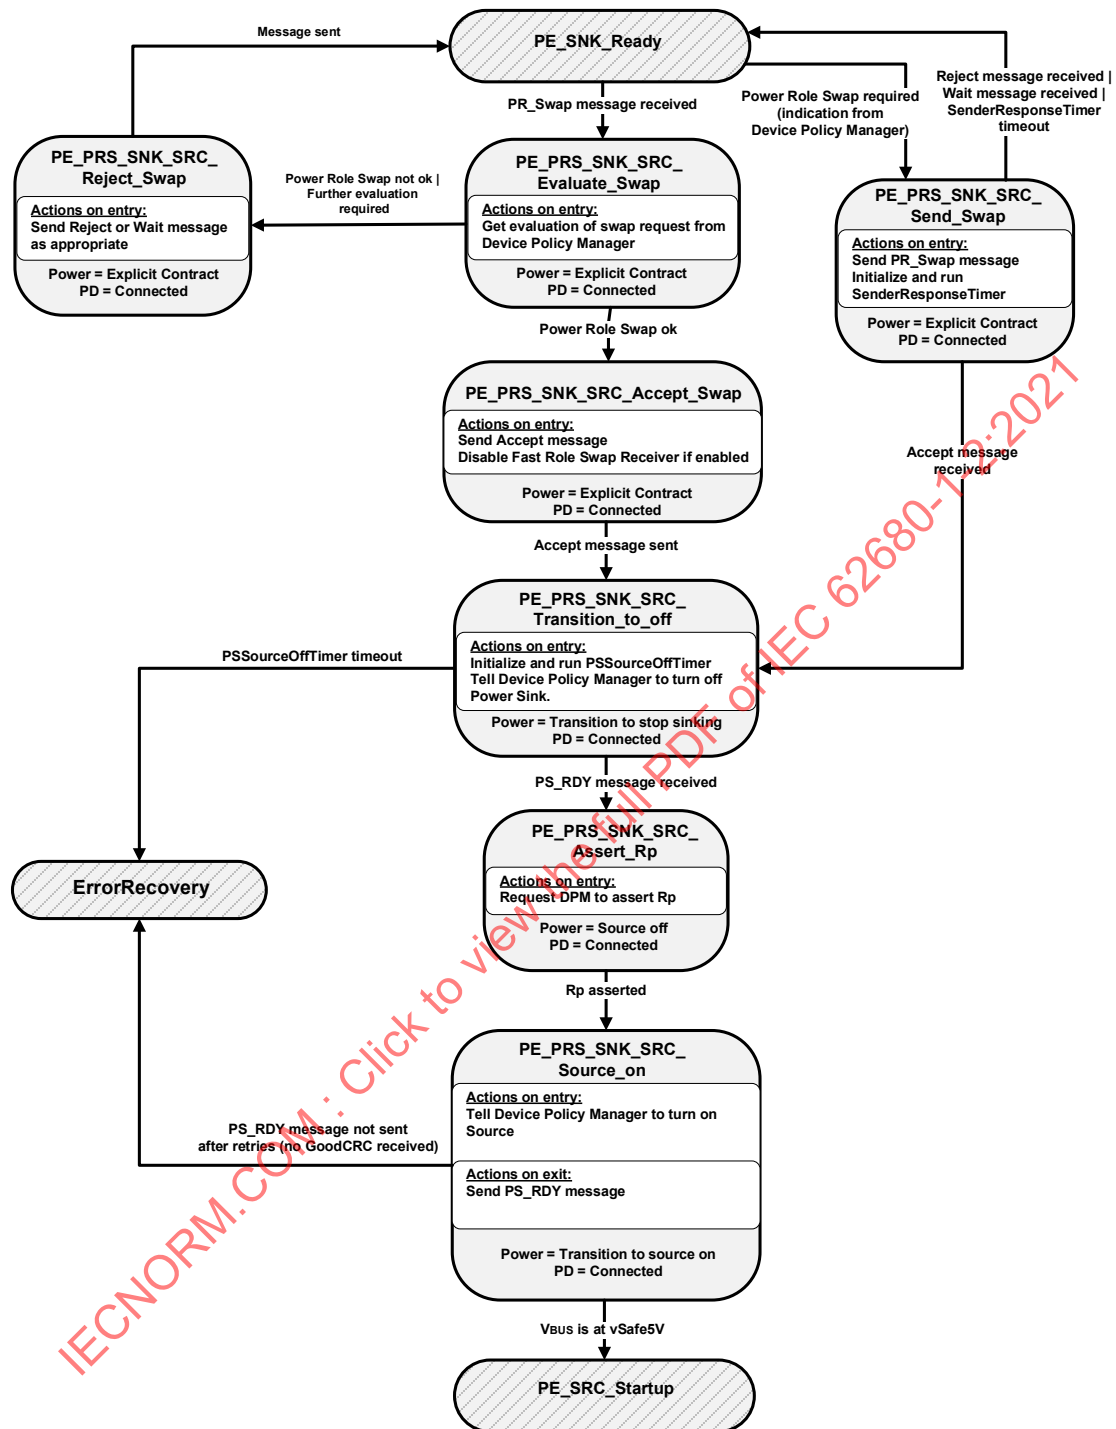 Message sent
PE_SNK_Ready
PR_Swap message received
Power Role Swap required
(indication from
Device Policy Manager)
Reject message received |
Wait message received |
SenderResponseTimer
timeout
PE_PRS_SNK_SRC_
Reject_Swap
Actions on entry:
Send Reject or Wait message
as appropriate
Power = Explicit Contract
PD = Connected
Power Role Swap not ok |
Further evaluation
required
PE_PRS_SNK_SRC_
Evaluate_Swap
Actions on entry:
Get evaluation of swap request from
Device Policy Manager
Power = Explicit Contract
PD = Connected
PE_PRS_SNK_SRC_
Send_Swap
Actions on entry:
Send PR_Swap message
Initialize and run
SenderResponseTimer
Power = Explicit Contract
PD = Connected
Power Role Swap ok
PE_PRS_SNK_SRC_Accept_Swap
Actions on entry:
Send Accept message
Disable Fast Role Swap Receiver if enabled
Power = Explicit Contract
PD = Connected
Accept message
received
Accept message sent
PE_PRS_SNK_SRC_
Transition_to_off
Actions on entry:
Initialize and run PSSourceOffTimer
Tell Device Policy Manager to turn off
Power Sink.
Power = Transition to stop sinking
PD = Connected
PSSourceOffTimer timeout
PS_RDY message received
PE_PRS_SNK_SRC_
Assert_Rp
Actions on entry:
Request DPM to assert Rp
Power = Source off
PD = Connected
ErrorRecovery
Rp asserted
PE_PRS_SNK_SRC_
Source_on
Actions on entry:
Tell Device Policy Manager to turn on
Source
Actions on exit:
Send PS_RDY message
Power = Transition to source on
PD = Connected
PS_RDY message not sent
after retries (no GoodCRC received)
VBUS is at vSafe5V
PE_SRC_Startup
IECNORM.COM : Click to view the full PDF of IEC 62680-1-2:2021